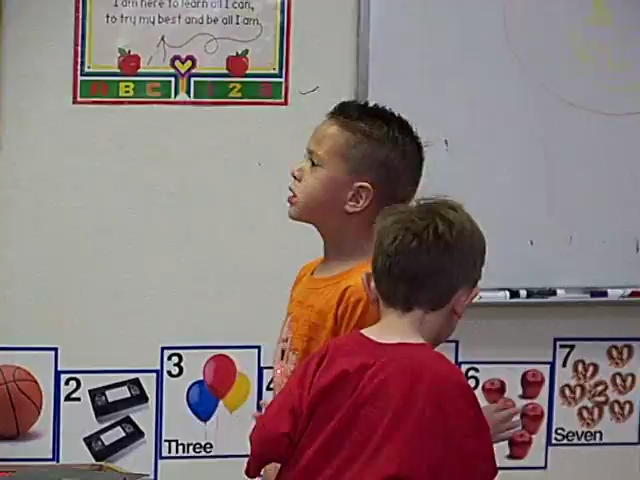 I am here to learn all I can,
to try my best and be all I am.
A B C 1 2 3
2
3
Three
6
7
Seven